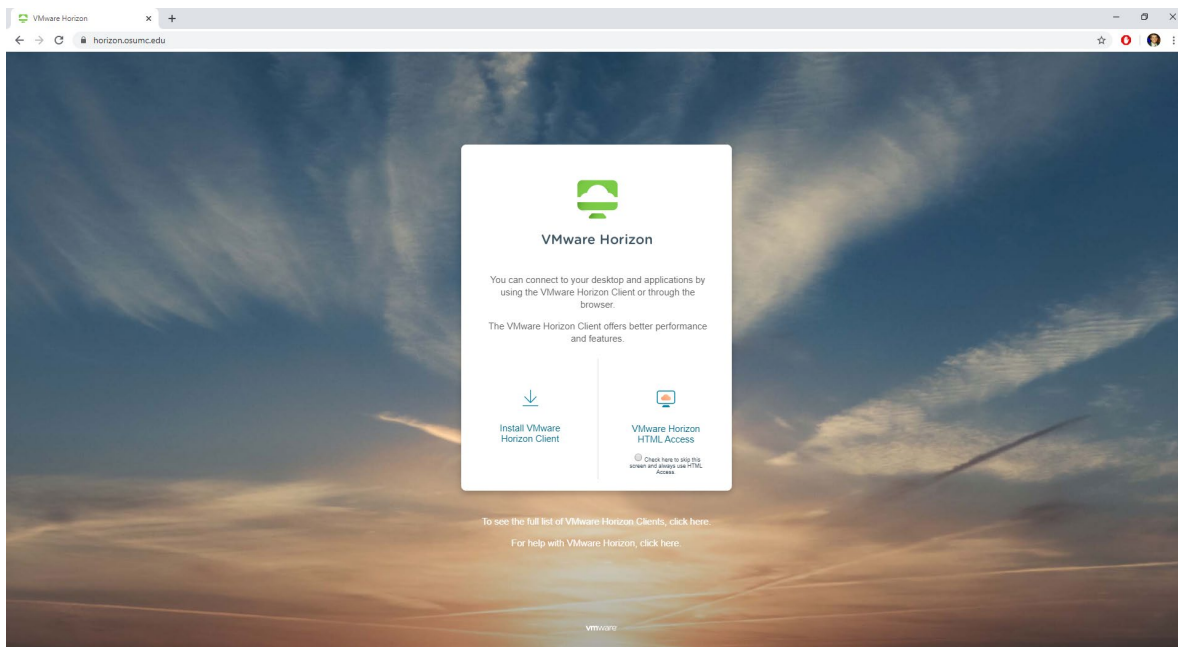 VMware Horizon
horizon.osumc.edu
VMware Horizon
You can connect to your desktop and applications by
using the VMware Horizon Client or through the
browser.
The VMware Horizon Client offers better performance
and features.
Install VMware
Horizon Client
VMware Horizon
HTML Access
Check here to skip this
screen and always use HTML
Access.
To see the full list of VMware Horizon Clients, click here.
For help with VMware Horizon, click here.
vmware